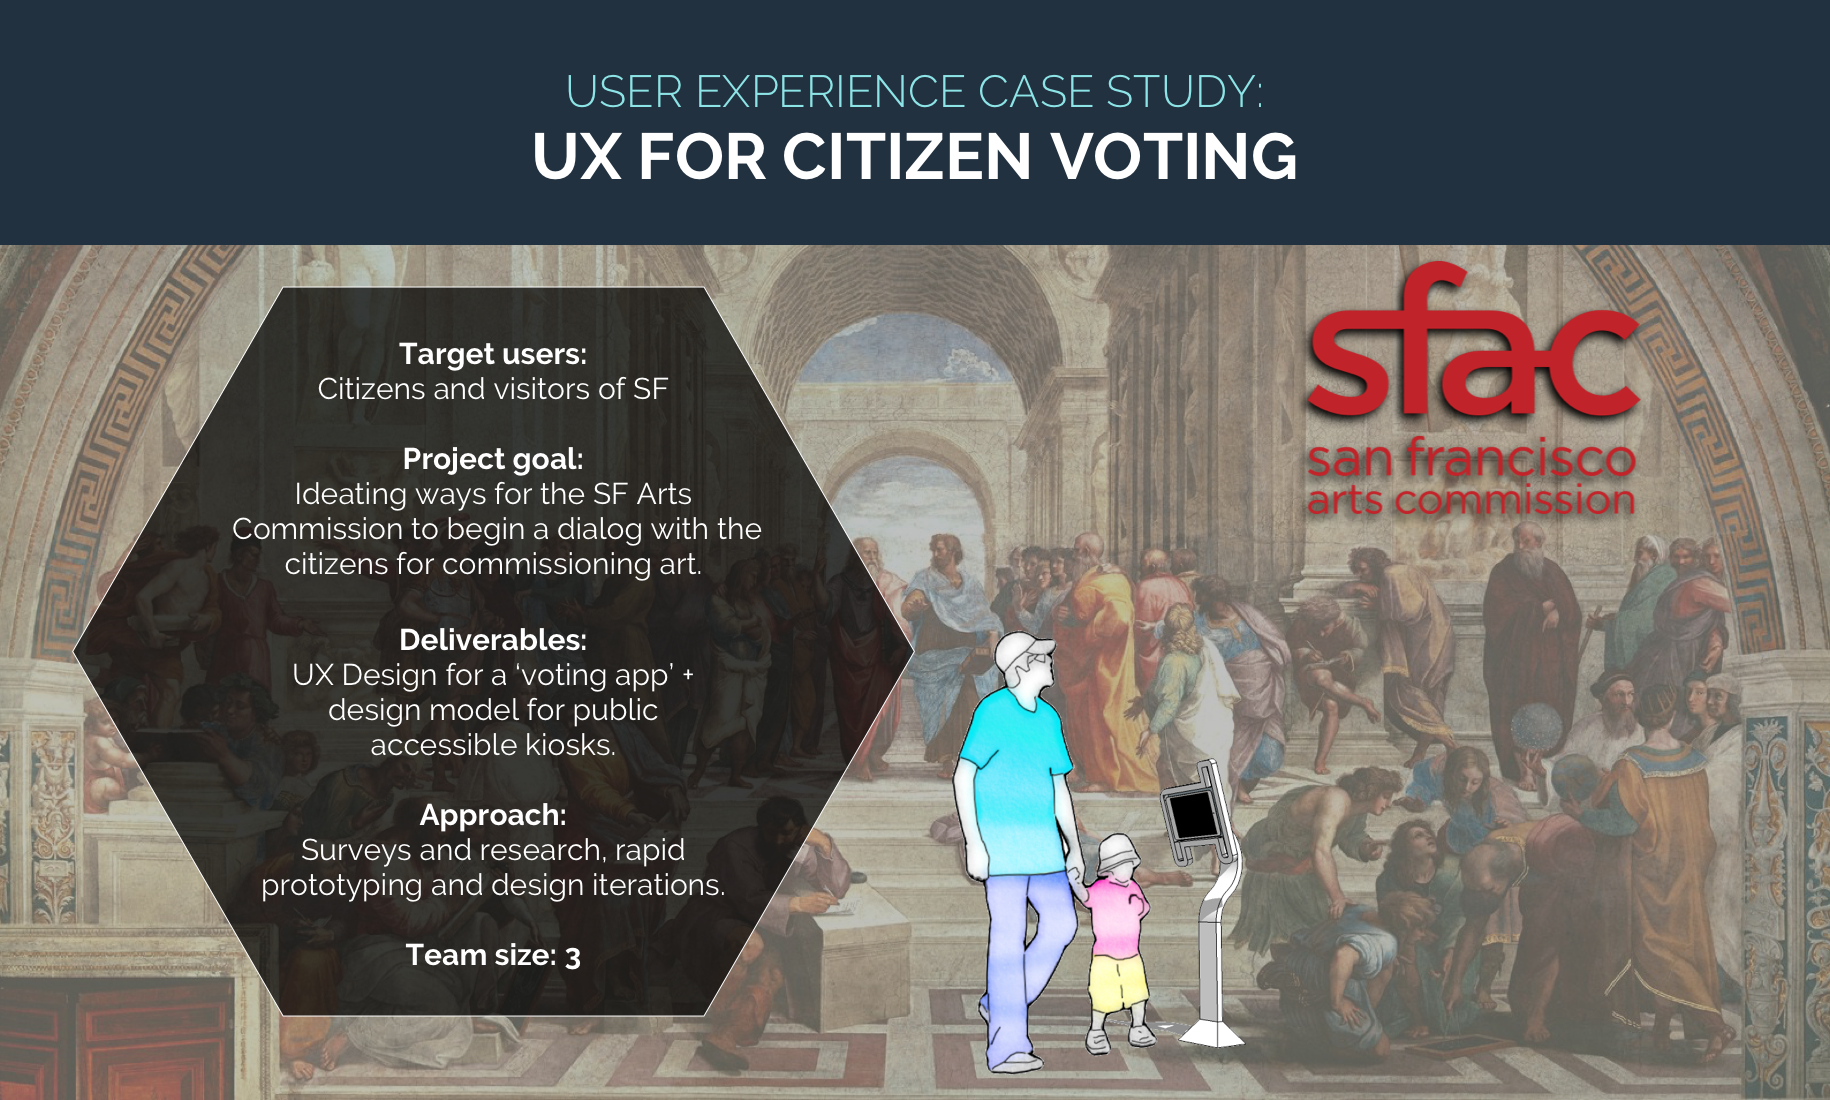 USER EXPERIENCE CASE STUDY:
UX FOR CITIZEN VOTING
Target users:
Citizens and visitors of SF
Project goal:
Ideating ways for the SF Arts
Commission to begin a dialog with the
citizens for commissioning art.
Deliverables:
UX Design for a ‘voting app’ +
design model for public
accessible kiosks.
Approach:
Surveys and research, rapid
prototyping and design iterations.
Team size: 3
sfac
san francisco
arts commission